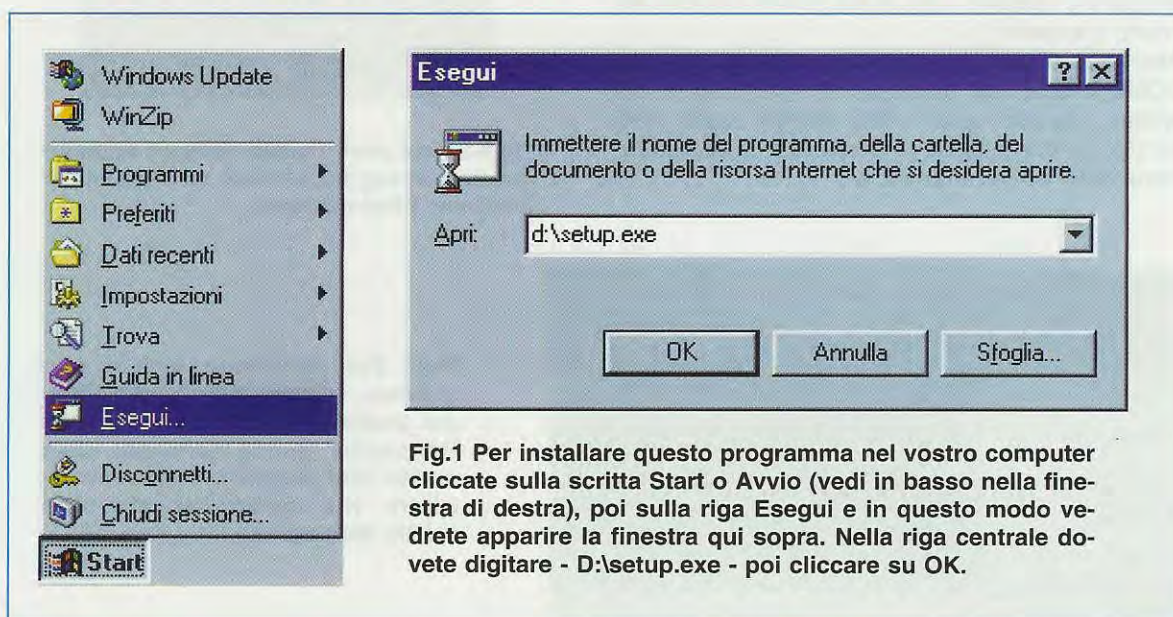 Windows Update
WinZip
Programmi
Preferiti
Dati recenti
Impostazioni
Trova
Guida in linea
Esegui...
Disconnetti...
Chiudi sessione...
Start
Esegui
Immettere il nome del programma, della cartella, del
documento o della risorsa Internet che si desidera aprire.
Apri:
d:\setup.exe
OK
Annulla
Sfoglia...
Fig.1 Per installare questo programma nel vostro computer
cliccate sulla scritta Start o Avvio (vedi in basso nella fine-
stra di destra), poi sulla riga Esegui e in questo modo ve-
drete apparire la finestra qui sopra. Nella riga centrale do-
vete digitare - D:\setup.exe - poi cliccare su OK.